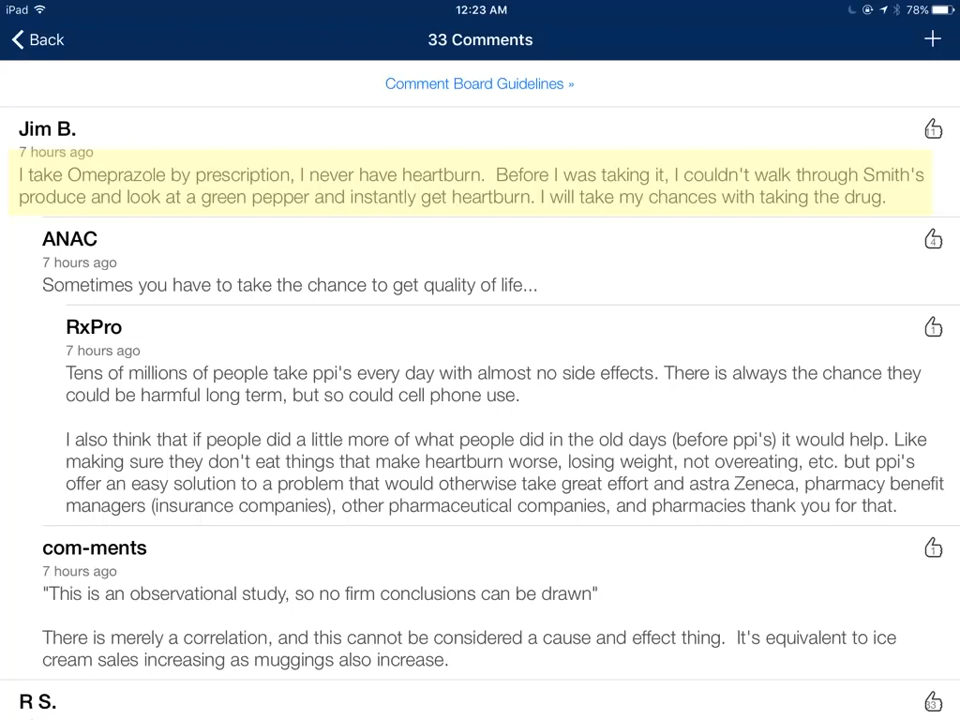 iPad 12:23 AM 78%
Back 33 Comments +
Comment Board Guidelines »
Jim B. 11
7 hours ago
I take Omeprazole by prescription, I never have heartburn.  Before I was taking it, I couldn't walk through Smith's
produce and look at a green pepper and instantly get heartburn. I will take my chances with taking the drug.
ANAC 4
7 hours ago
Sometimes you have to take the chance to get quality of life...
RxPro 1
7 hours ago
Tens of millions of people take ppi's every day with almost no side effects. There is always the chance they
could be harmful long term, but so could cell phone use.
I also think that if people did a little more of what people did in the old days (before ppi's) it would help. Like
making sure they don't eat things that make heartburn worse, losing weight, not overeating, etc. but ppi's
offer an easy solution to a problem that would otherwise take great effort and astra Zeneca, pharmacy benefit
managers (insurance companies), other pharmaceutical companies, and pharmacies thank you for that.
com-ments 1
7 hours ago
"This is an observational study, so no firm conclusions can be drawn"
There is merely a correlation, and this cannot be considered a cause and effect thing.  It's equivalent to ice
cream sales increasing as muggings also increase.
R S. 33